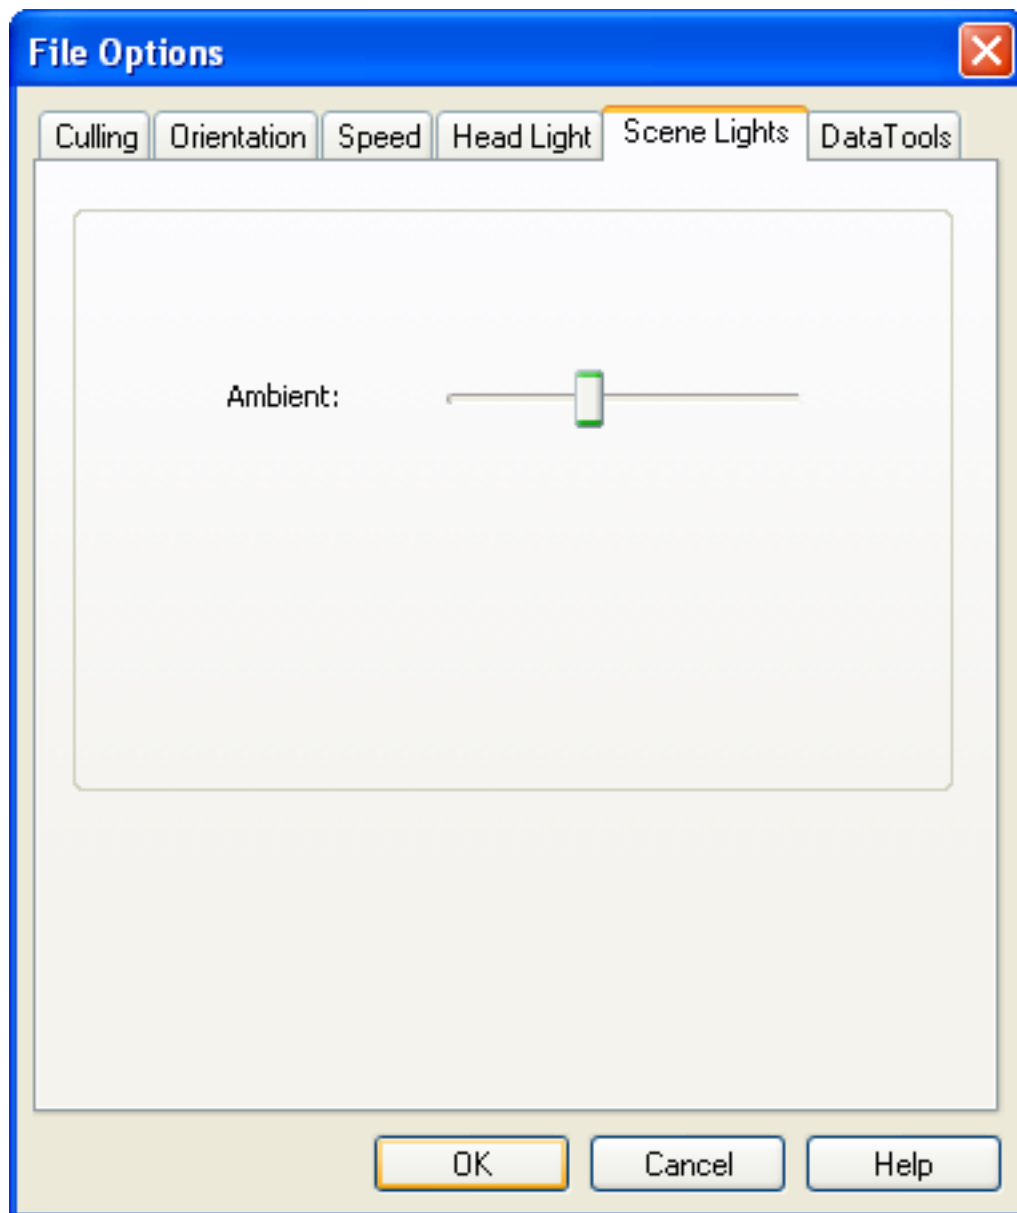 File Options
Culling Orientation Speed Head Light Scene Lights DataTools
Ambient:
OK Cancel Help